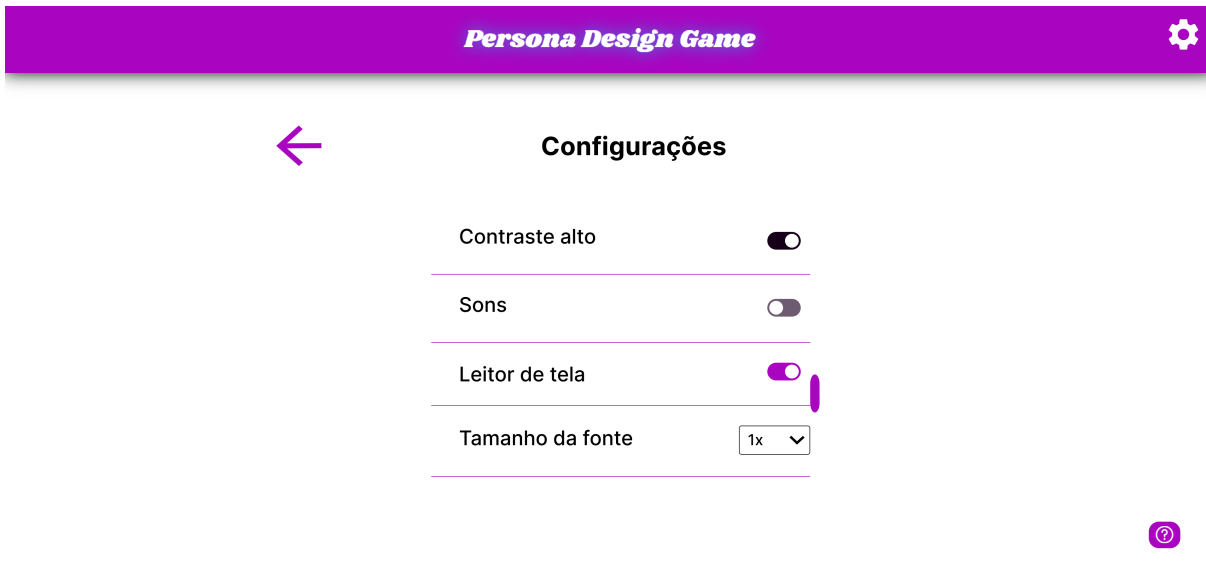 Persona Design Game
Configurações
Contraste alto
Sons
Leitor de tela
Tamanho da fonte
1x
?